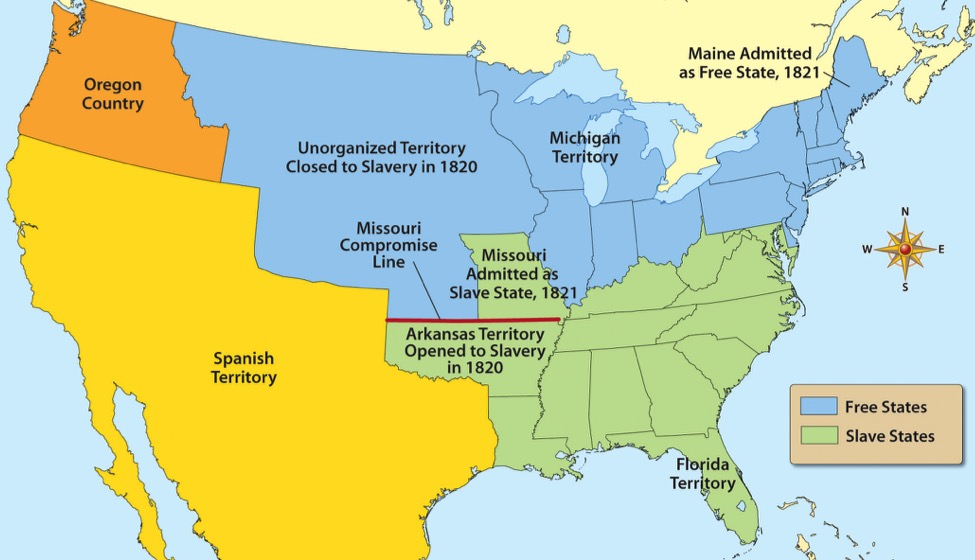 Maine Admitted
as Free State, 1821
Oregon
Country
Unorganized Territory
Closed to Slavery in 1820
Michigan
Territory
Missouri
Compromise
Line
Missouri
Admitted as
Slave State, 1821
N
W
E
S
Arkansas Territory
Opened to Slavery
in 1820
Spanish
Territory
Free States
Slave States
Florida
Territory